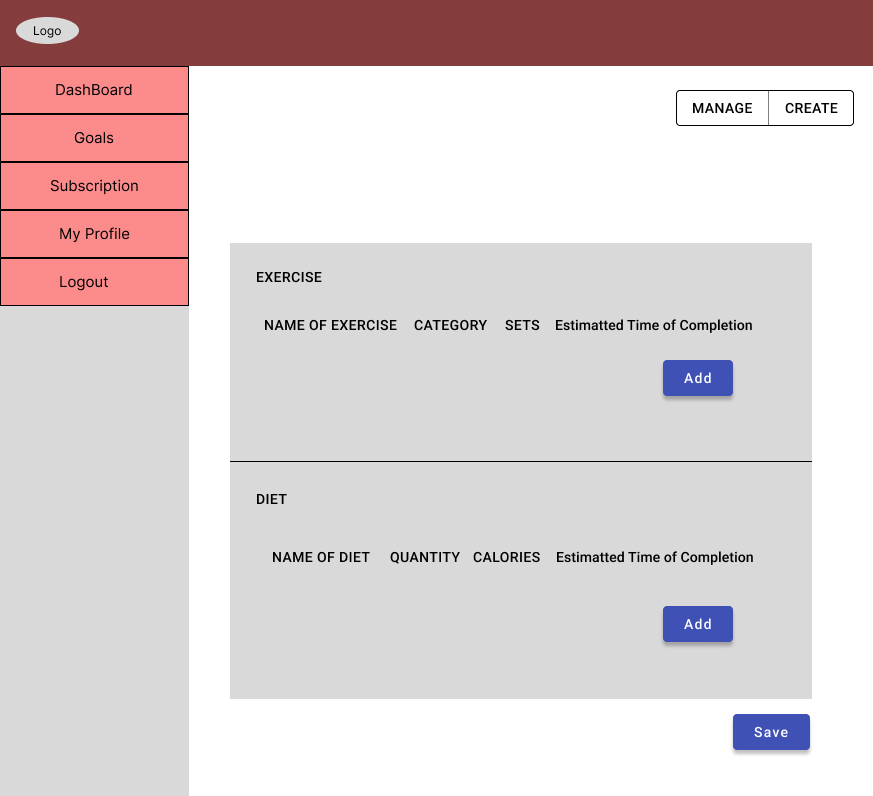 Logo
DashBoard
Goals
Subscription
My Profile
Logout
MANAGE CREATE
EXERCISE
NAME OF EXERCISE CATEGORY SETS Estimatted Time of Completion
Add
DIET
NAME OF DIET QUANTITY CALORIES Estimatted Time of Completion
Add
Save